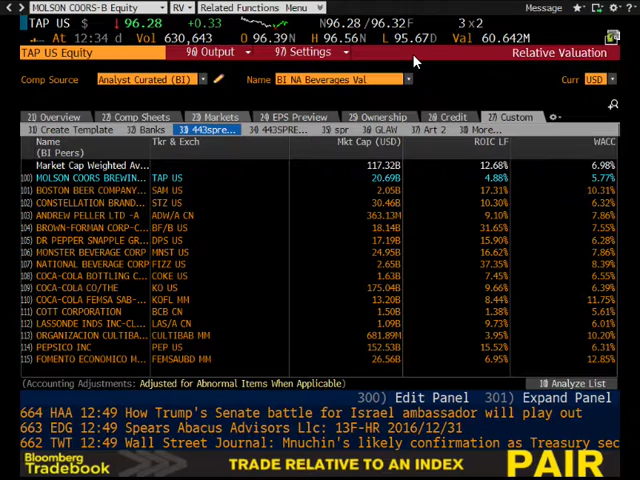 MOLSON COORS-B Equity RV Related Functions Menu Message
TAP US $ 96.28 +0.33 N96.28 / 96.32F 3 x 2
At 12:34 d Vol 630,643 O 96.39N H 96.56N L 95.67D Val 60.642M
TAP US Equity 96) Output 97) Settings Relative Valuation
Comp Source Analyst Curated (BI) Name BI NA Beverages Val Curr USD
21) Overview 22) Comp Sheets 23) Markets 24) EPS Preview 25) Ownership 26) Credit 27) Custom
31) Create Template 32) Banks 33) 443spre... 34) 443SPRE... 35) spr 36) GLAW 37) Art 2 38) More...
Name Tkr & Exch Mkt Cap (USD) ROIC LF WACC
(BI Peers)
Market Cap Weighted Av... 117.32B 12.68% 6.98%
100) MOLSON COORS BREWIN... TAP US 20.69B 4.88% 5.77%
101) BOSTON BEER COMPANY... SAM US 2.05B 17.31% 10.31%
102) CONSTELLATION BRAND... STZ US 30.46B 10.30% 6.32%
103) ANDREW PELLER LTD -A ADW/A CN 363.13M 9.10% 7.86%
104) BROWN-FORMAN CORP-C... BF/B US 18.14B 31.65% 7.55%
105) DR PEPPER SNAPPLE GR... DPS US 17.19B 15.90% 6.28%
106) MONSTER BEVERAGE CORP MNST US 24.95B 16.62% 7.86%
107) NATIONAL BEVERAGE CORP FIZZ US 2.65B 37.35% 8.39%
108) COCA-COLA BOTTLING C... COKE US 1.63B 7.24% 6.28%
109) COCA-COLA CO/THE KO US 175.04B 9.66% 6.37%
110) COCA-COLA FEMSA SAB-... KOFL MM 13.20B 8.44% 11.75%
111) COTT CORPORATION BCB CN 1.50B 1.38% 5.61%
112) LASSONDE INDS INC-CL... LAS/A CN 1.09B 9.73% 6.01%
113) ORGANIZACION CULTIBA... CULTIBAB MM 681.89M 3.95% 10.20%
114) PEPSICO INC PEP US 152.53B 15.52% 6.31%
115) FOMENTO ECONOMICO M... FEMSAUBD MM 26.56B 6.95% 12.85%
(Accounting Adjustments: Adjusted for Abnormal Items When Applicable) 10) Analyze List
300) Edit Panel 301) Expand Panel
664 HAA 12:49 How Trump's Senate battle for Israel ambassador will play out
663 EDG 12:49 Spears Abacus Advisors Llc: 13F-HR 2016/12/31
662 TWT 12:49 Wall Street Journal: Mnuchin's likely confirmation as Treasury sec
Bloomberg
Tradebook TRADE RELATIVE TO AN INDEX PAIR